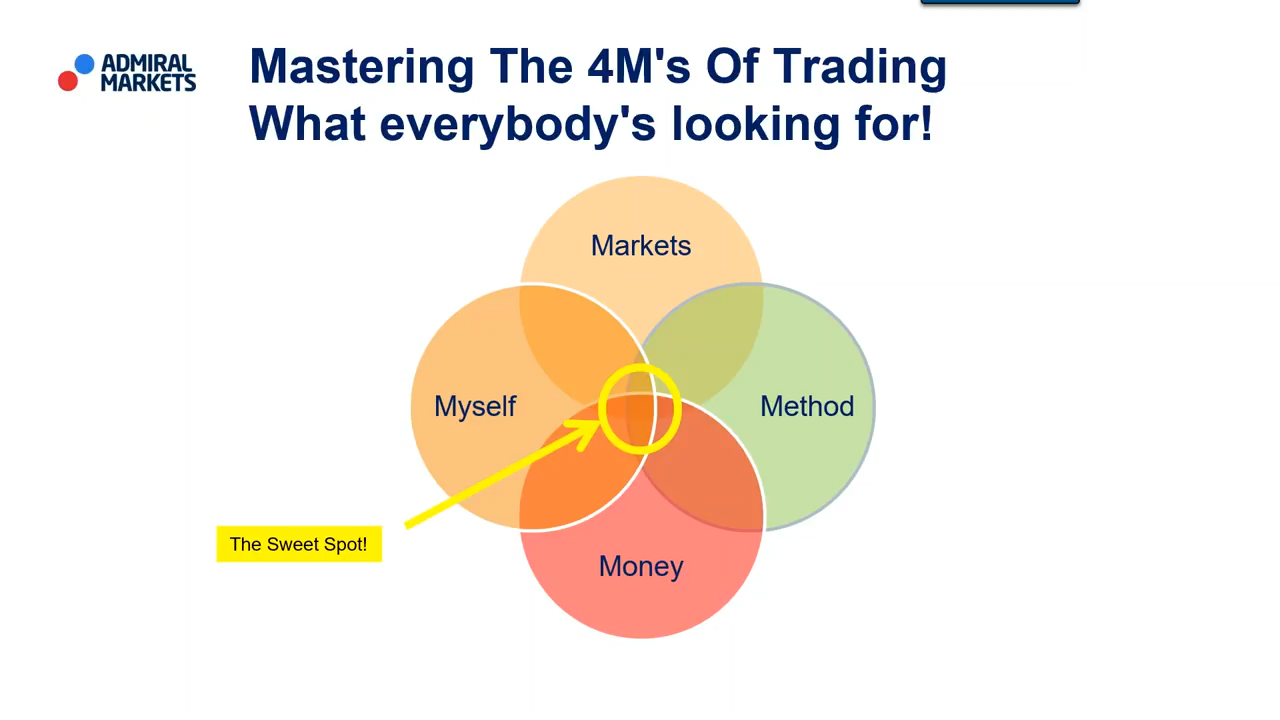 ADMIRAL
MARKETS
Mastering The 4M's Of Trading
What everybody's looking for!
Markets
Myself
Method
The Sweet Spot!
Money